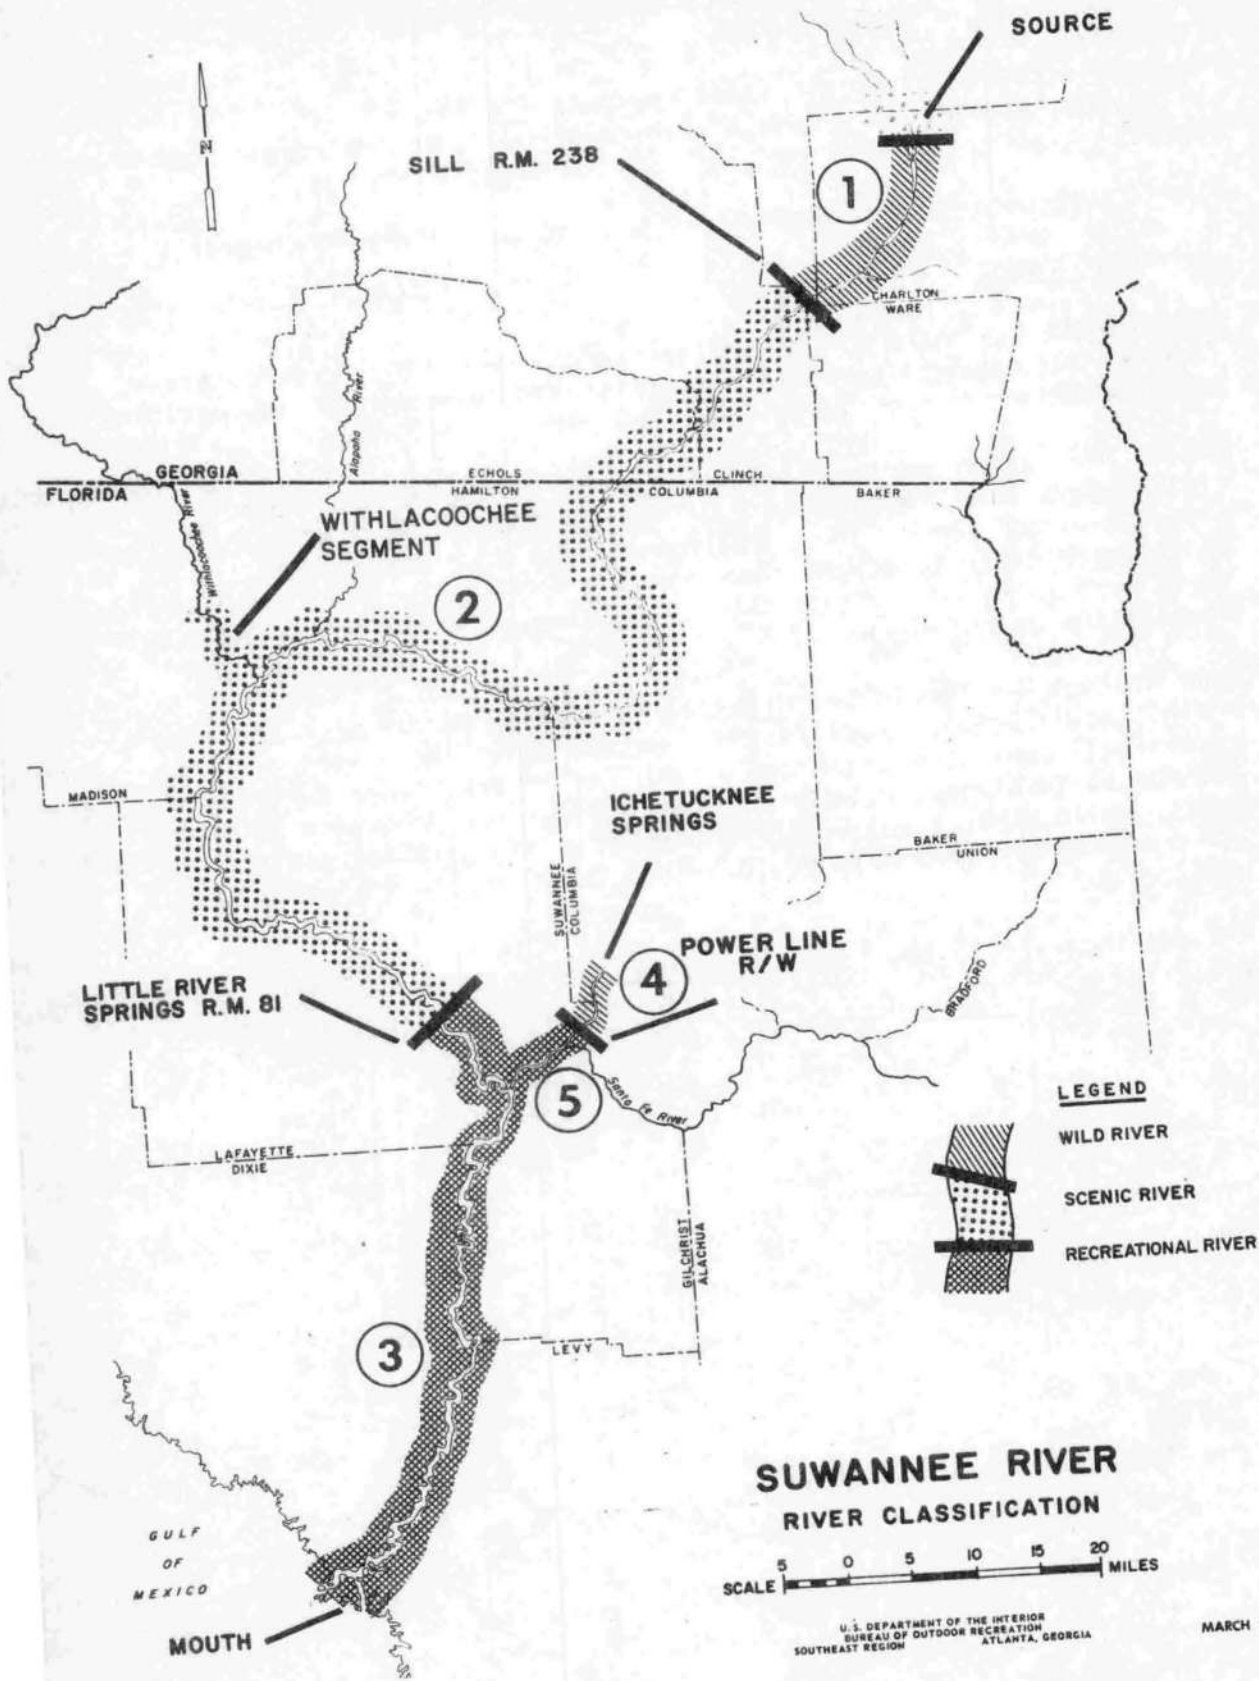 SOURCE
N
SILL R.M. 238
1
CHARLTON
WARE
Alapaha River
GEORGIA
FLORIDA
ECHOLS
HAMILTON
CLINCH
COLUMBIA
BAKER
Withlacoochee River
WITHLACOOCHEE
SEGMENT
2
MADISON
ICHETUCKNEE
SPRINGS
BAKER
UNION
SUWANNEE
COLUMBIA
POWER LINE
R/W
4
BRADFORD
LITTLE RIVER
SPRINGS R.M. 81
5
Santa Fe River
LAFAYETTE
DIXIE
GILCHRIST
ALACHUA
LEGEND
WILD RIVER
SCENIC RIVER
RECREATIONAL RIVER
3
LEVY
GULF
OF
MEXICO
MOUTH
SUWANNEE RIVER
RIVER CLASSIFICATION
5 0 5 10 15 20
SCALE MILES
U.S. DEPARTMENT OF THE INTERIOR
BUREAU OF OUTDOOR RECREATION
SOUTHEAST REGION ATLANTA, GEORGIA
MARCH